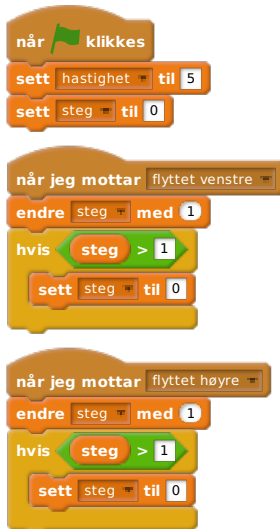 når klikkes
sett hastighet til 5
sett steg til 0
når jeg mottar flyttet venstre
endre steg med 1
hvis steg > 1
sett steg til 0
når jeg mottar flyttet høyre
endre steg med 1
hvis steg > 1
sett steg til 0